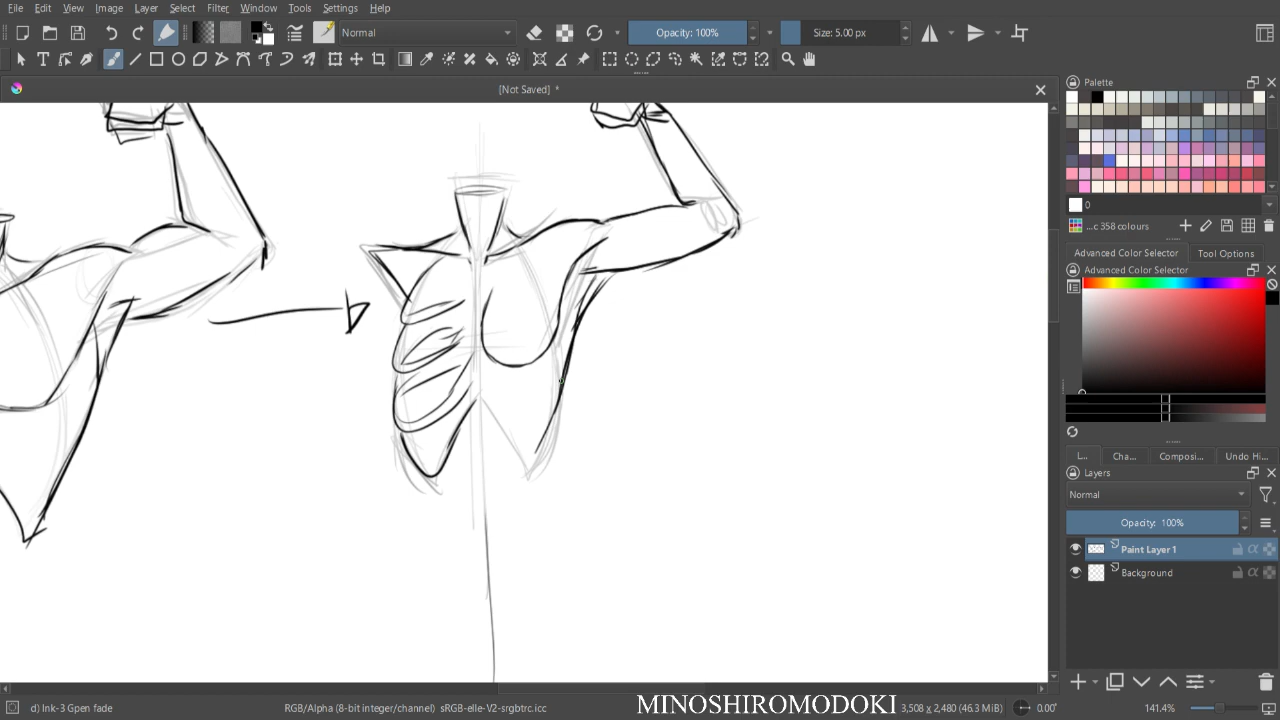 File Edit View Image Layer Select Filter Tools Window Settings Help
Normal Opacity: 100% Size: 5.00 px
[Not Saved] *
Palette
0
...c 358 colours
Advanced Color Selector Tool Options
Advanced Color Selector
L... Cha... Composi... Undo Hi...
Layers
Normal
Opacity: 100%
Paint Layer 1
Background
d) Ink-3 Gpen fade RGB/Alpha (8-bit integer/channel) sRGB-elle-V2-srgbtrc.icc MINOSHIROMODOKI 3,508 x 2,480 (46.3 MiB) 0.00° 141.4%